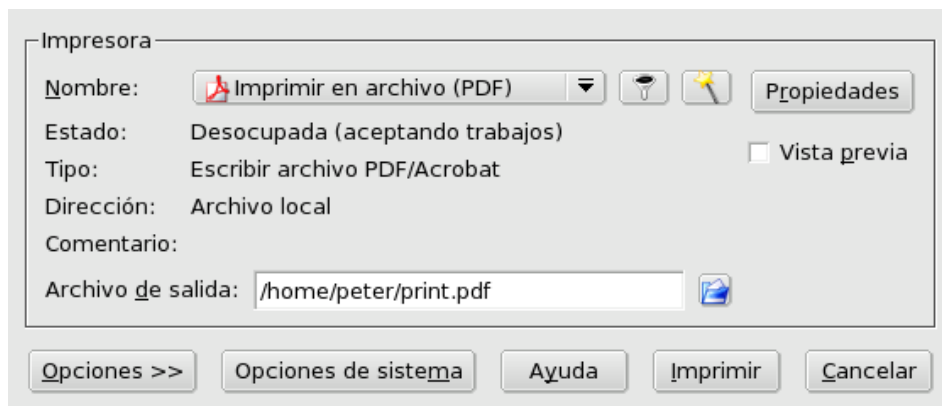 Impresora
Nombre: Imprimir en archivo (PDF) Propiedades
Estado: Desocupada (aceptando trabajos)
Vista previa
Tipo: Escribir archivo PDF/Acrobat
Dirección: Archivo local
Comentario:
Archivo de salida: /home/peter/print.pdf
Opciones >> Opciones de sistema Ayuda Imprimir Cancelar